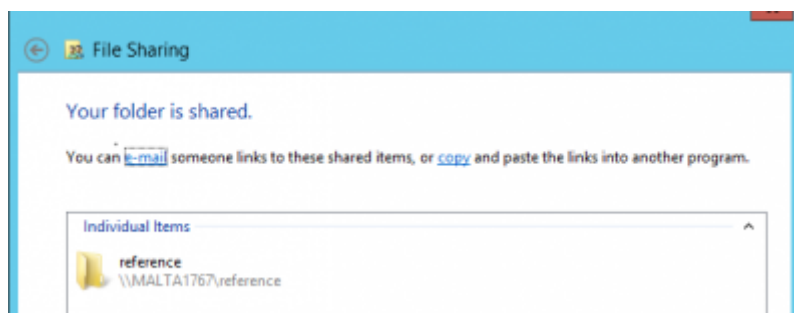 File Sharing
Your folder is shared.
You can e-mail someone links to these shared items, or copy and paste the links into another program.
Individual Items
reference
\\MALTA1767\reference